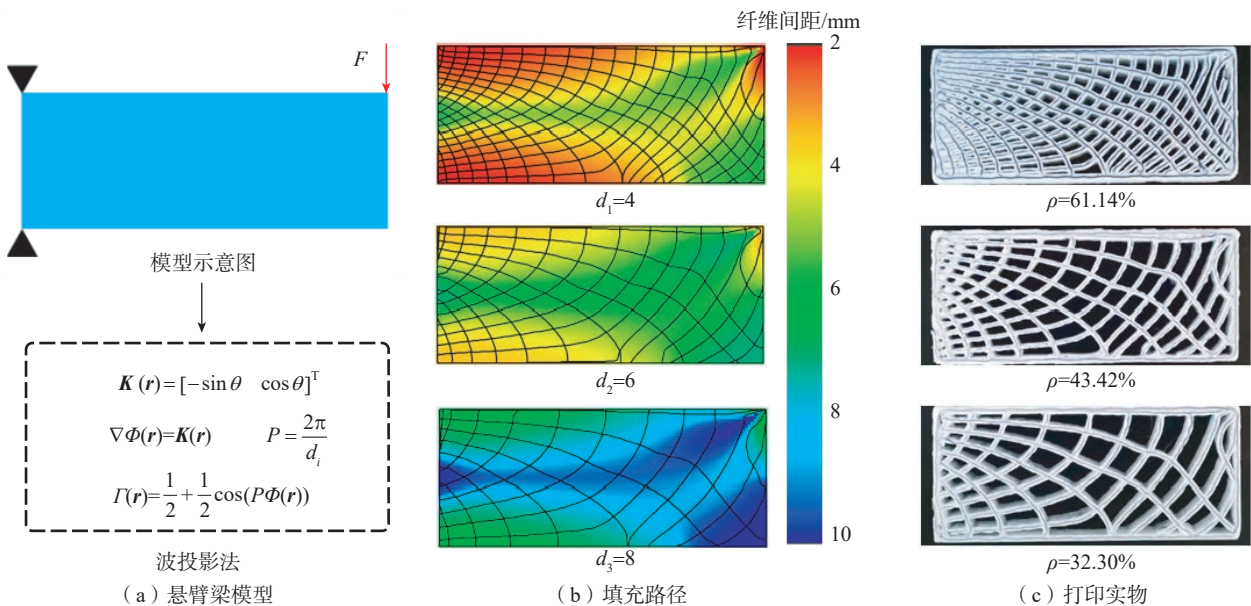 F
模型示意图
K(r)=[−sin θ cos θ]ᵀ
∇Φ(r)=K(r) P=2π/dᵢ
Γ(r)=1/2+1/2cos(PΦ(r))
波投影法
（a）悬臂梁模型
纤维间距/mm
2
4
6
8
10
d₁=4
d₂=6
d₃=8
（b）填充路径
ρ=61.14%
ρ=43.42%
ρ=32.30%
（c）打印实物